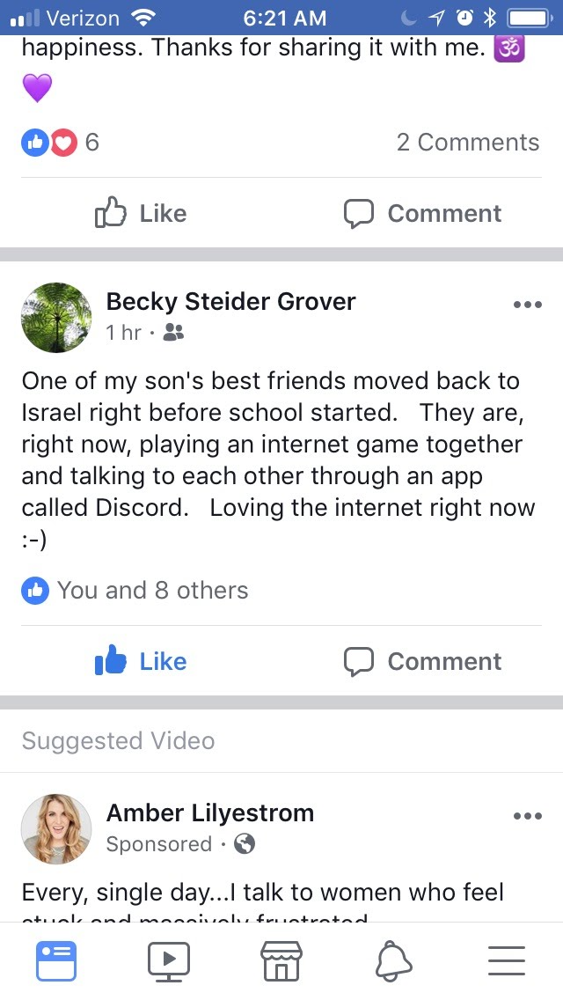 Verizon 6:21 AM
happiness. Thanks for sharing it with me. 🕉
💜
6 2 Comments
Like Comment
Becky Steider Grover
1 hr ·
One of my son's best friends moved back to
Israel right before school started.   They are,
right now, playing an internet game together
and talking to each other through an app
called Discord.   Loving the internet right now
:-)
You and 8 others
Like Comment
Suggested Video
Amber Lilyestrom
Sponsored ·
Every, single day...I talk to women who feel
stuck and massively frustrated